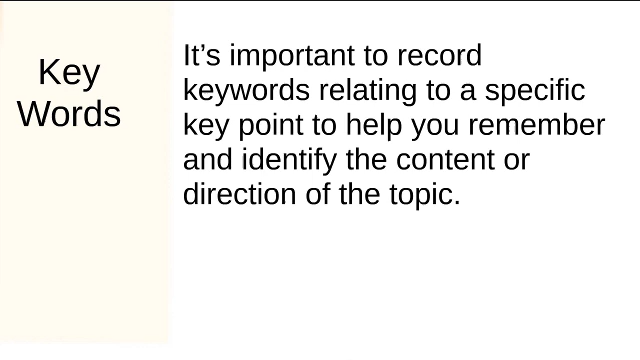 Key
Words
It’s important to record
keywords relating to a specific
key point to help you remember
and identify the content or
direction of the topic.